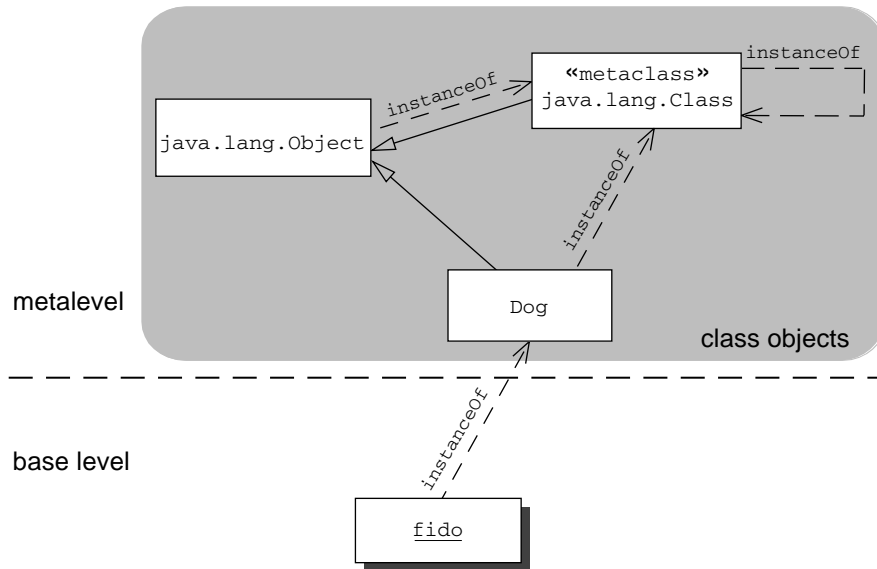 instanceOf
«metaclass»
java.lang.Class
instanceOf
java.lang.Object
instanceOf
Dog
metalevel
class objects
instanceOf
base level
fido